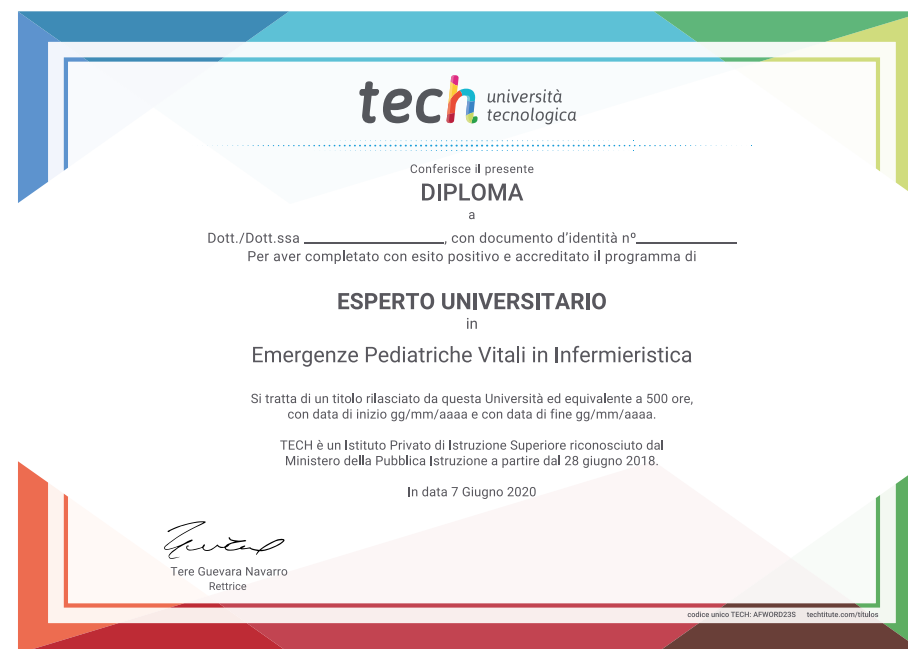 tech università
tecnologica
Conferisce il presente
DIPLOMA
a
Dott./Dott.ssa ____________________, con documento d'identità nº______________
Per aver completato con esito positivo e accreditato il programma di
ESPERTO UNIVERSITARIO
in
Emergenze Pediatriche Vitali in Infermieristica
Si tratta di un titolo rilasciato da questa Università ed equivalente a 500 ore,
con data di inizio gg/mm/aaaa e con data di fine gg/mm/aaaa.
TECH è un Istituto Privato di Istruzione Superiore riconosciuto dal
Ministero della Pubblica Istruzione a partire dal 28 giugno 2018.
In data 7 Giugno 2020
Tere Guevara Navarro
Rettrice
codice unico TECH: AFWORD23S techtitute.com/titulos